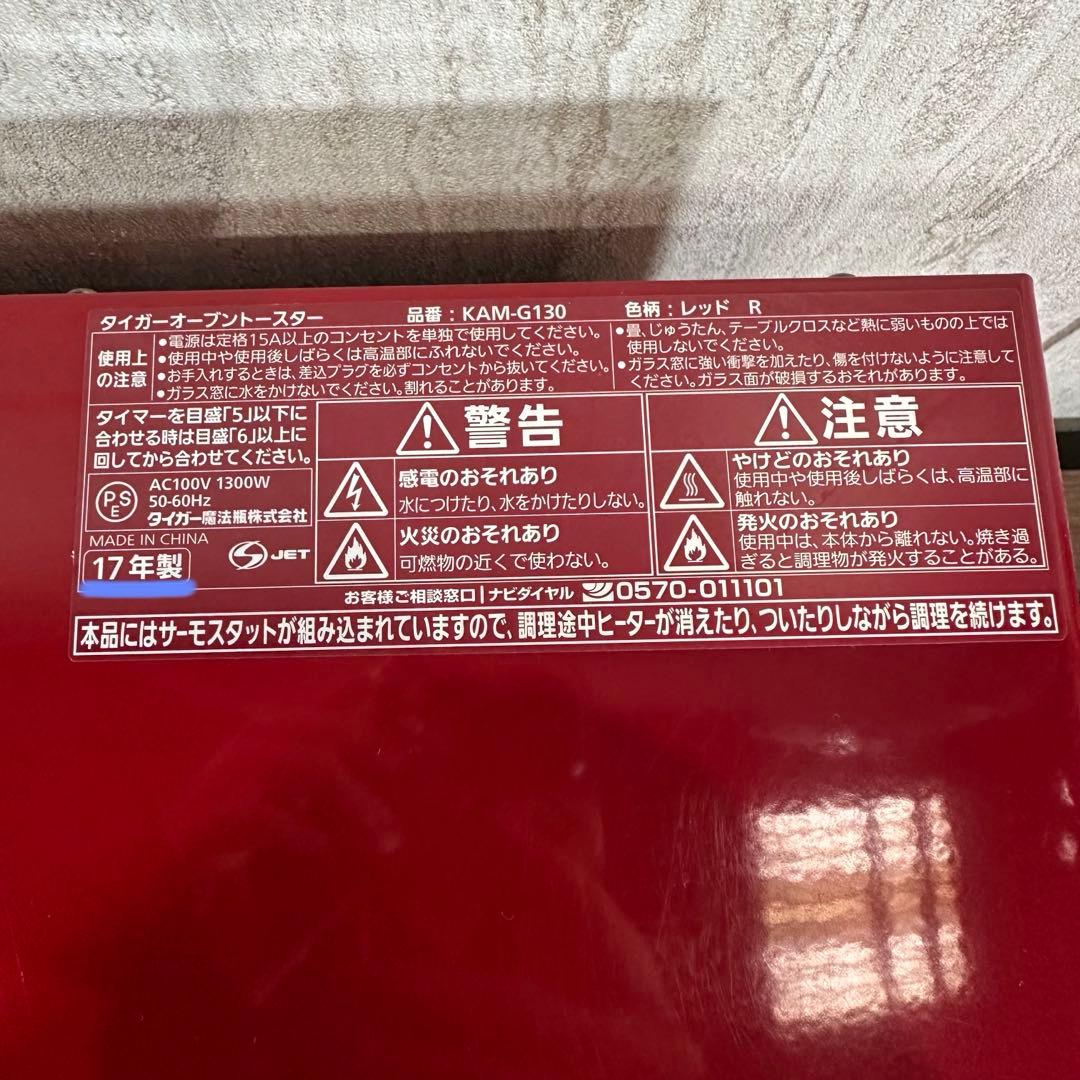 タイガーオーブントースター 品番：KAM-G130 色柄：レッド R
使用上の注意
●電源は定格15A以上のコンセントを単独で使用してください。
●使用中や使用後しばらくは高温部にふれないでください。
●お手入れするときは、差込プラグを必ずコンセントから抜いてください。
●ガラス窓に水をかけないでください。割れることがあります。
●畳、じゅうたん、テーブルクロスなど熱に弱いものの上では
使用しないでください。
●ガラス窓に強い衝撃を加えたり、傷を付けないように注意して
ください。ガラス面が破損するおそれがあります。
タイマーを目盛「5」以下に
合わせる時は目盛「6」以上に
回してから合わせてください。
PSE
AC100V 1300W
50-60Hz
タイガー魔法瓶株式会社
MADE IN CHINA
17年製
S JET
警告
感電のおそれあり
水につけたり、水をかけたりしない。
火災のおそれあり
可燃物の近くで使わない。
注意
やけどのおそれあり
使用中や使用後しばらくは、高温部に
触れない。
発火のおそれあり
使用中は、本体から離れない。焼き過
ぎると調理物が発火することがある。
お客様ご相談窓口 ナビダイヤル 0570-011101
本品にはサーモスタットが組み込まれていますので、調理途中ヒーターが消えたり、ついたりしながら調理を続けます。